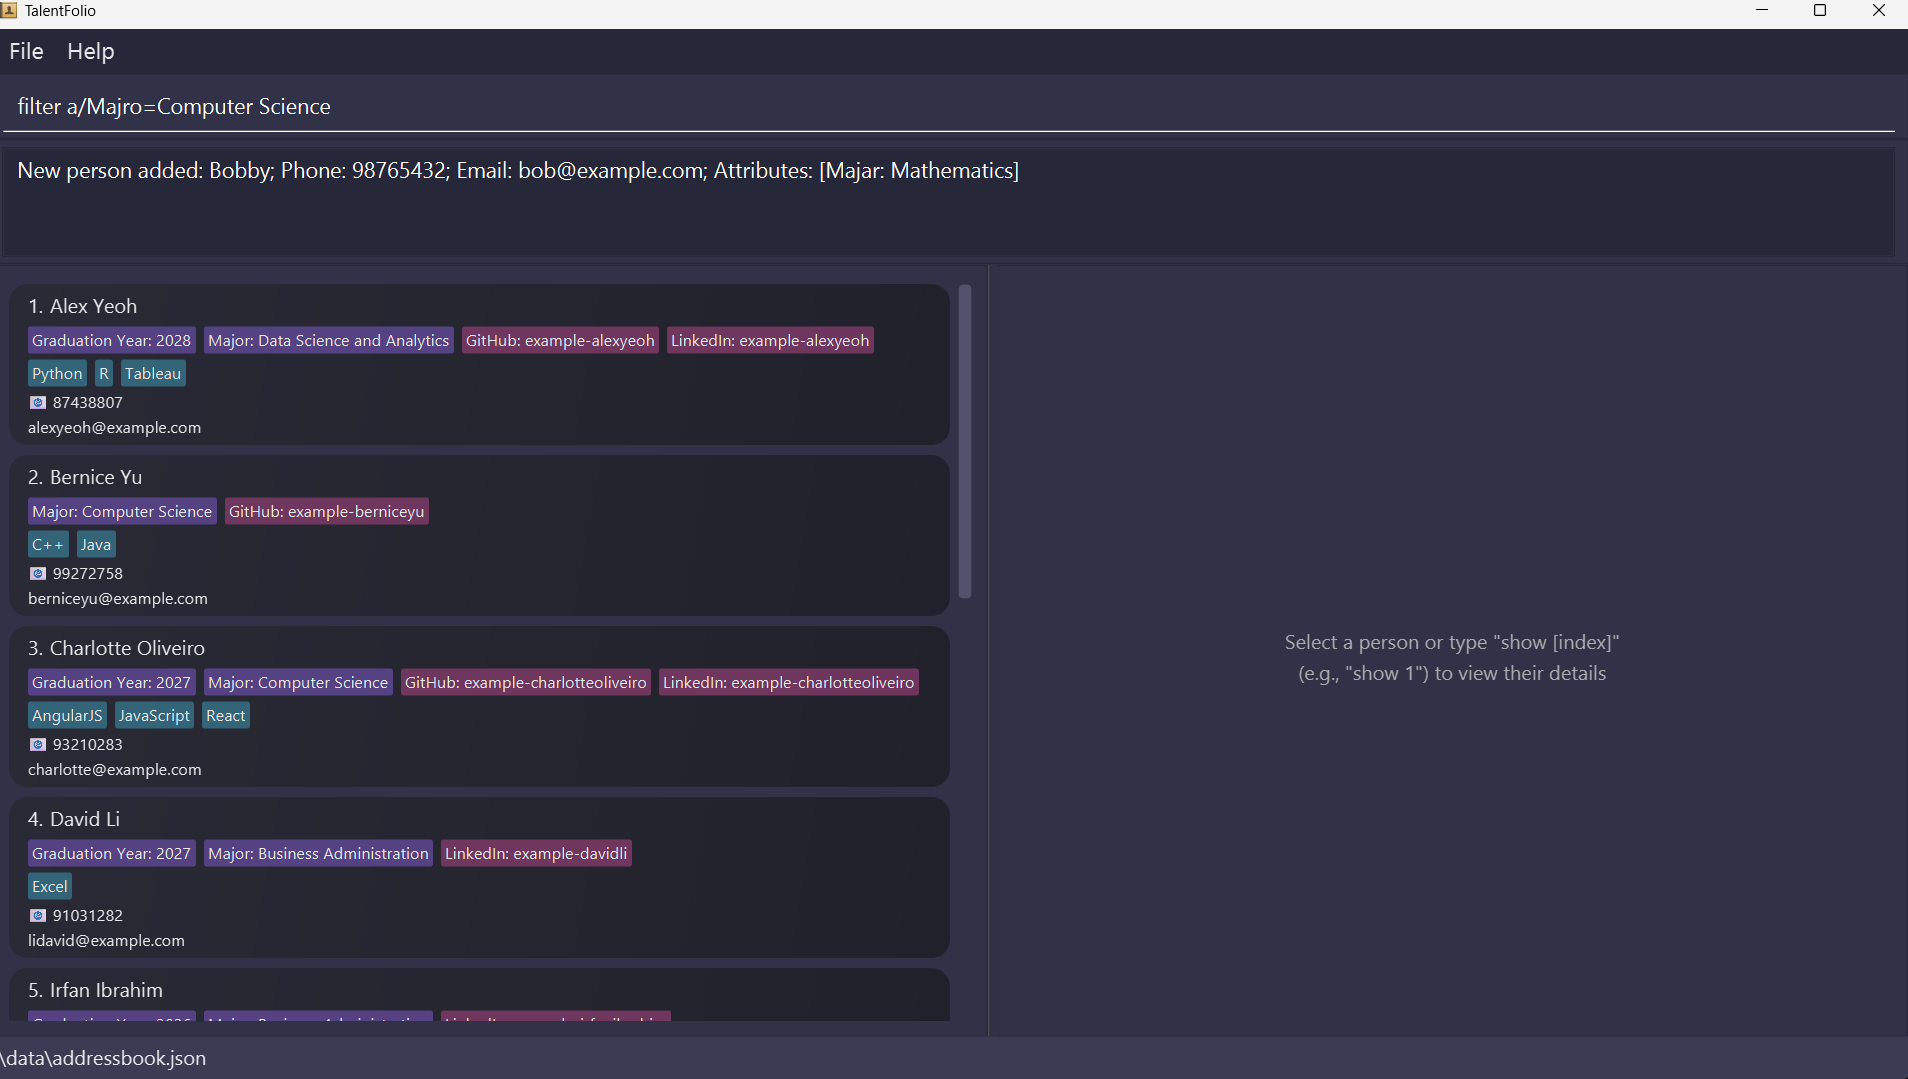 TalentFolio
File Help
filter a/Majro=Computer Science
New person added: Bobby; Phone: 98765432; Email: bob@example.com; Attributes: [Majar: Mathematics]
1. Alex Yeoh
Graduation Year: 2028 Major: Data Science and Analytics GitHub: example-alexyeoh LinkedIn: example-alexyeoh
Python R Tableau
87438807
alexyeoh@example.com
2. Bernice Yu
Major: Computer Science GitHub: example-berniceyu
C++ Java
99272758
berniceyu@example.com
3. Charlotte Oliveiro
Graduation Year: 2027 Major: Computer Science GitHub: example-charlotteoliveiro LinkedIn: example-charlotteoliveiro
AngularJS JavaScript React
93210283
charlotte@example.com
4. David Li
Graduation Year: 2027 Major: Business Administration LinkedIn: example-davidli
Excel
91031282
lidavid@example.com
5. Irfan Ibrahim
Select a person or type "show [index]"
(e.g., "show 1") to view their details
\data\addressbook.json